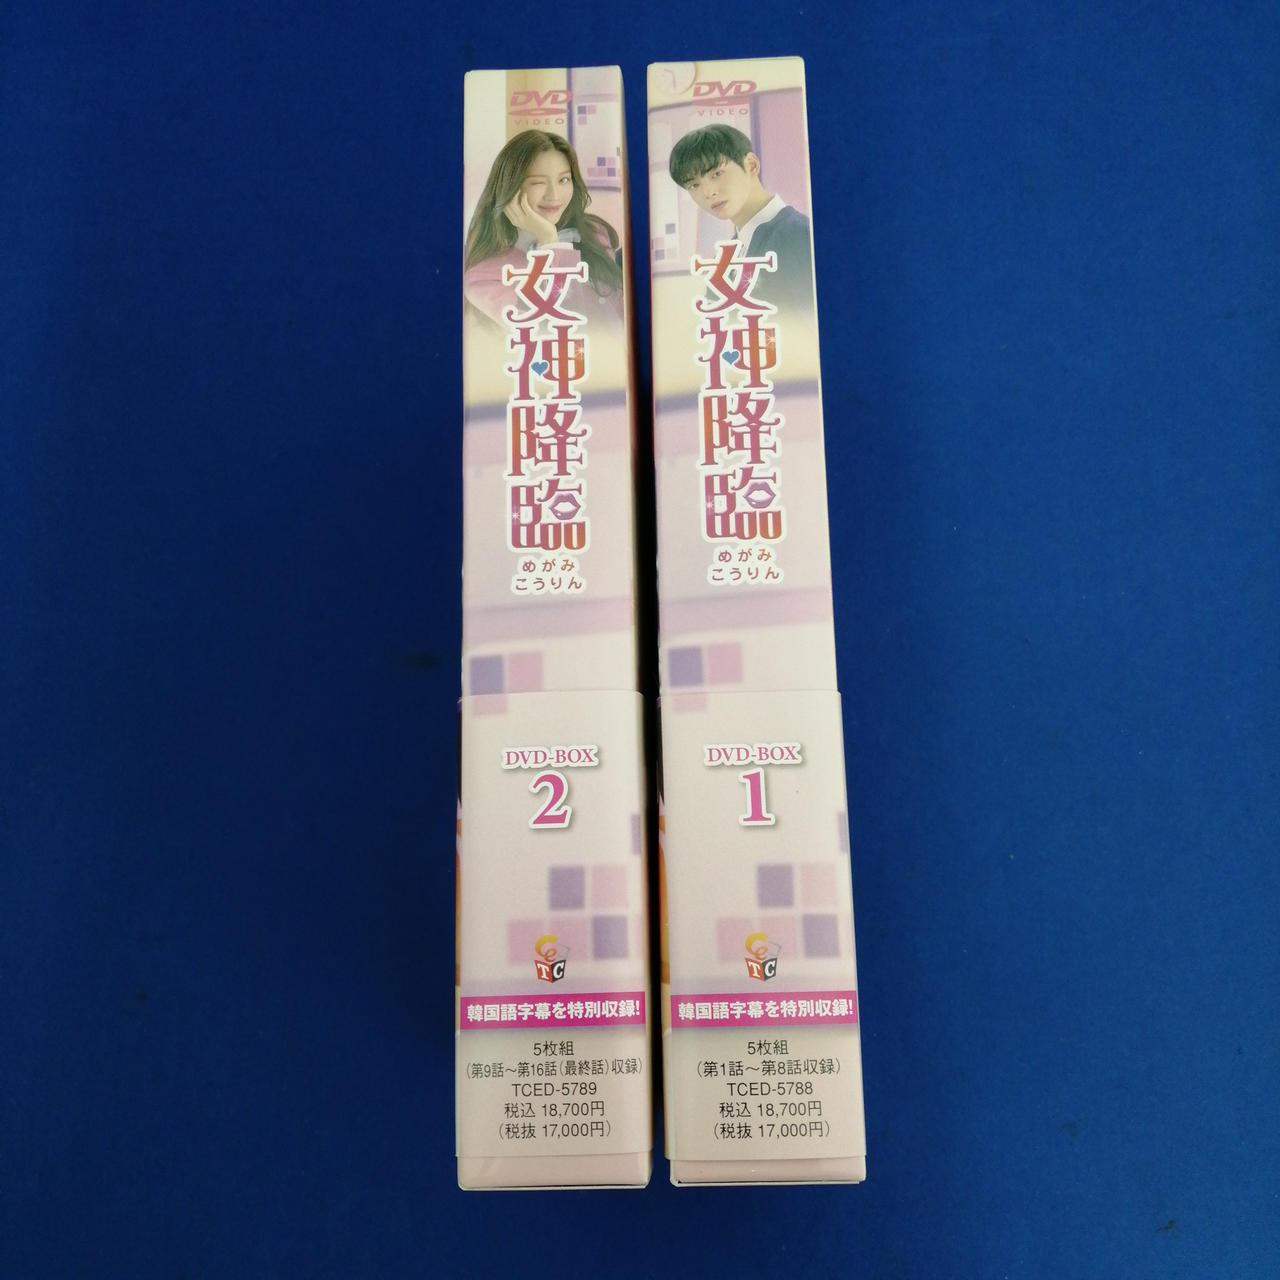 DVD
VIDEO
女神降臨
めがみ
こうりん
DVD-BOX
2
Ce
TC
韓国語字幕を特別収録!
5枚組
(第9話〜第16話(最終話)収録)
TCED-5789
税込 18,700円
(税抜 17,000円)
DVD
VIDEO
女神降臨
めがみ
こうりん
DVD-BOX
1
Ce
TC
韓国語字幕を特別収録!
5枚組
(第1話〜第8話収録)
TCED-5788
税込 18,700円
(税抜 17,000円)